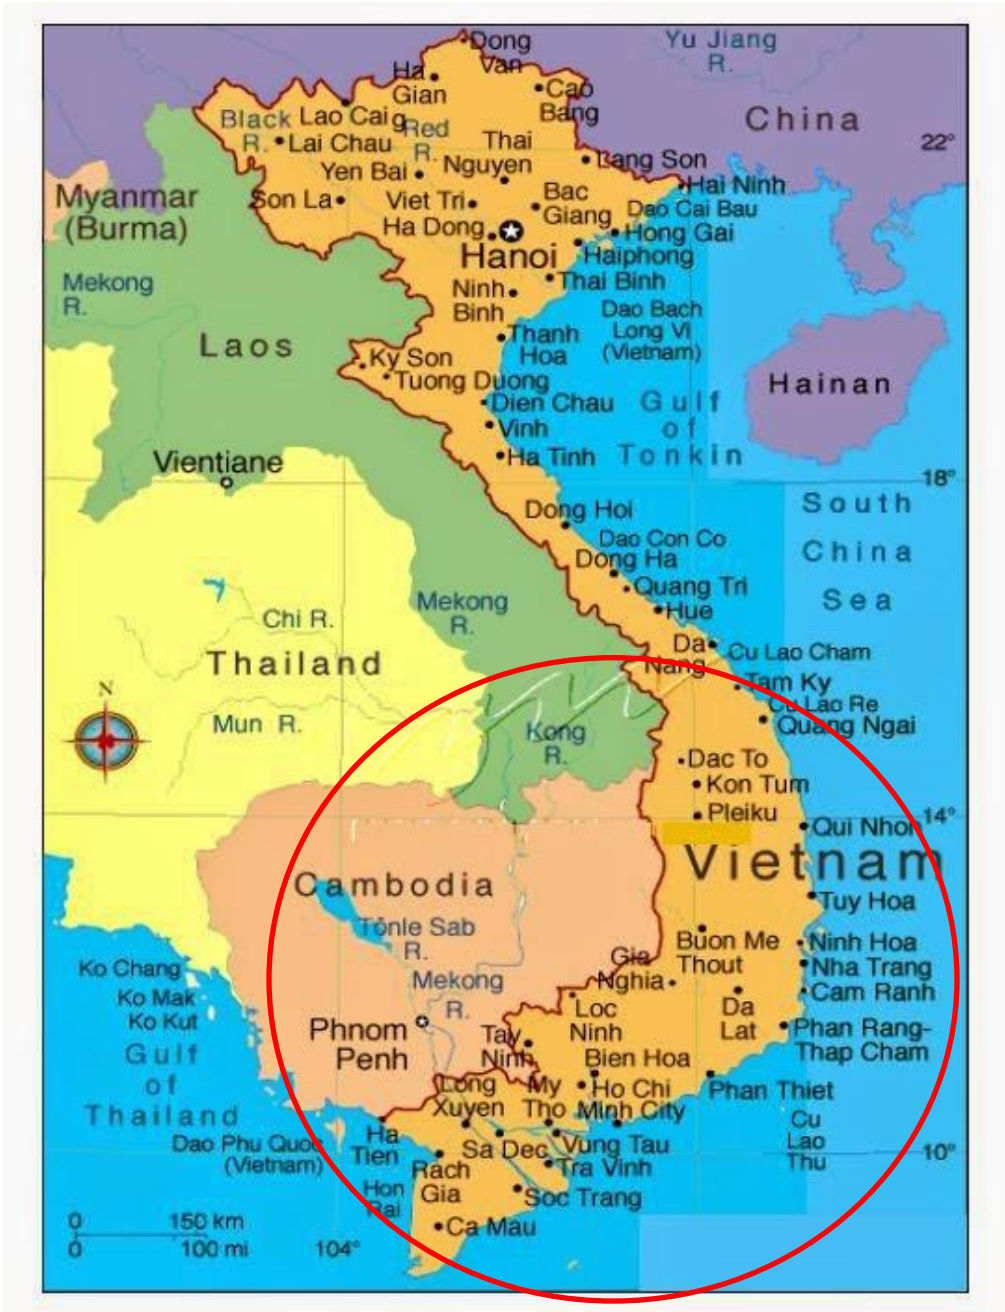 Dong
Van
Yu Jiang
R.
Ha
Gian
g
Cao
Bang
China
Black
R.
Lao Cai
Red
R.
Lai Chau
Thai
Nguyen
22°
Lang Son
Yen Bai
Myanmar
(Burma)
Son La
Viet Tri
Bac
Giang
Hai Ninh
Dao Cai Bau
Ha Dong
Hong Gai
Hanoi
Haiphong
Mekong
R.
Thai Binh
Ninh
Binh
Dao Bach
Long Vi
(Vietnam)
Laos
Thanh
Hoa
Ky Son
Tuong Duong
Hainan
Dien Chau
Gulf
of
Tonkin
Vinh
Ha Tinh
Vientiane
18°
South
China
Sea
Dong Hoi
Dao Con Co
Dong Ha
Quang Tri
Hue
Mekong
R.
Chi R.
Thailand
Da
Nang
Cu Lao Cham
N
Tam Ky
Cu Lao Re
Quang Ngai
Mun R.
Kong
R.
Dac To
Kon Tum
Pleiku
14°
Qui Nhon
Vietnam
Cambodia
Tuy Hoa
Tonle Sab
R.
Buon Me
Thout
Ninh Hoa
Nha Trang
Cam Ranh
Gia
Nghia
Ko Chang
Ko Mak
Ko Kut
Mekong
R.
Loc
Ninh
Da
Lat
Phnom
Penh
Tay
Ninh
Phan Rang-
Thap Cham
Gulf
of
Thailand
Bien Hoa
Long
Xuyen
My
Tho
Ho Chi
Minh City
Phan Thiet
Cu
Lao
Thu
Dao Phu Quoc
(Vietnam)
Ha
Tien
Sa Dec
Vung Tau
Tra Vinh
10°
Rach
Gia
Hon
Rai
Soc Trang
Ca Mau
0 150 km
0 100 mi
104°